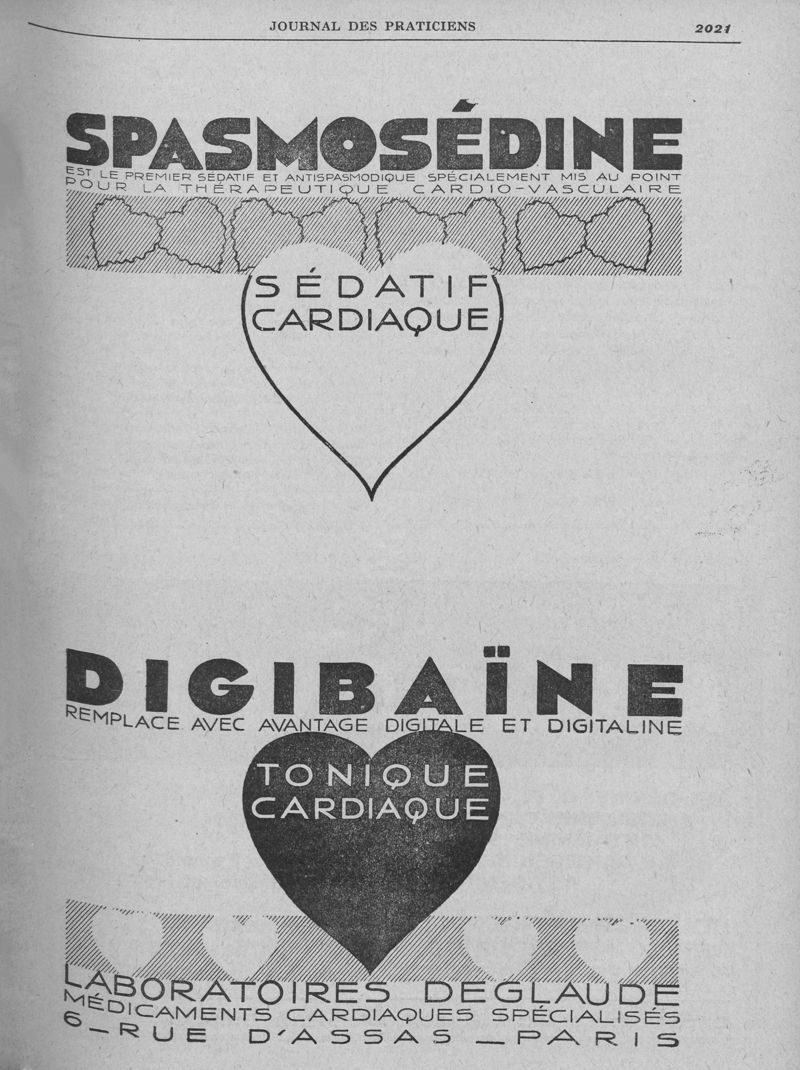 JOURNAL DES PRATICIENS 2021
SPASMOSÉDINE
EST LE PREMIER SÉDATIF ET ANTISPASMODIQUE SPÉCIALEMENT MIS AU POINT
POUR LA THÉRAPEUTIQUE CARDIO-VASCULAIRE
SÉDATIF
CARDIAQUE
DIGIBAÏNE
REMPLACE AVEC AVANTAGE DIGITALE ET DIGITALINE
TONIQUE
CARDIAQUE
LABORATOIRES DEGLAUDE
MÉDICAMENTS CARDIAQUES SPÉCIALISÉS
6_RUE D'ASSAS _ PARIS